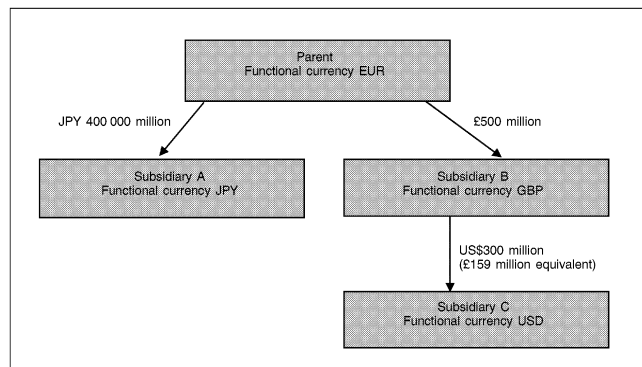 Parent
Functional currency EUR
JPY 400 000 million
£500 million
Subsidiary A
Functional currency JPY
Subsidiary B
Functional currency GBP
US$300 million
(£159 million equivalent)
Subsidiary C
Functional currency USD